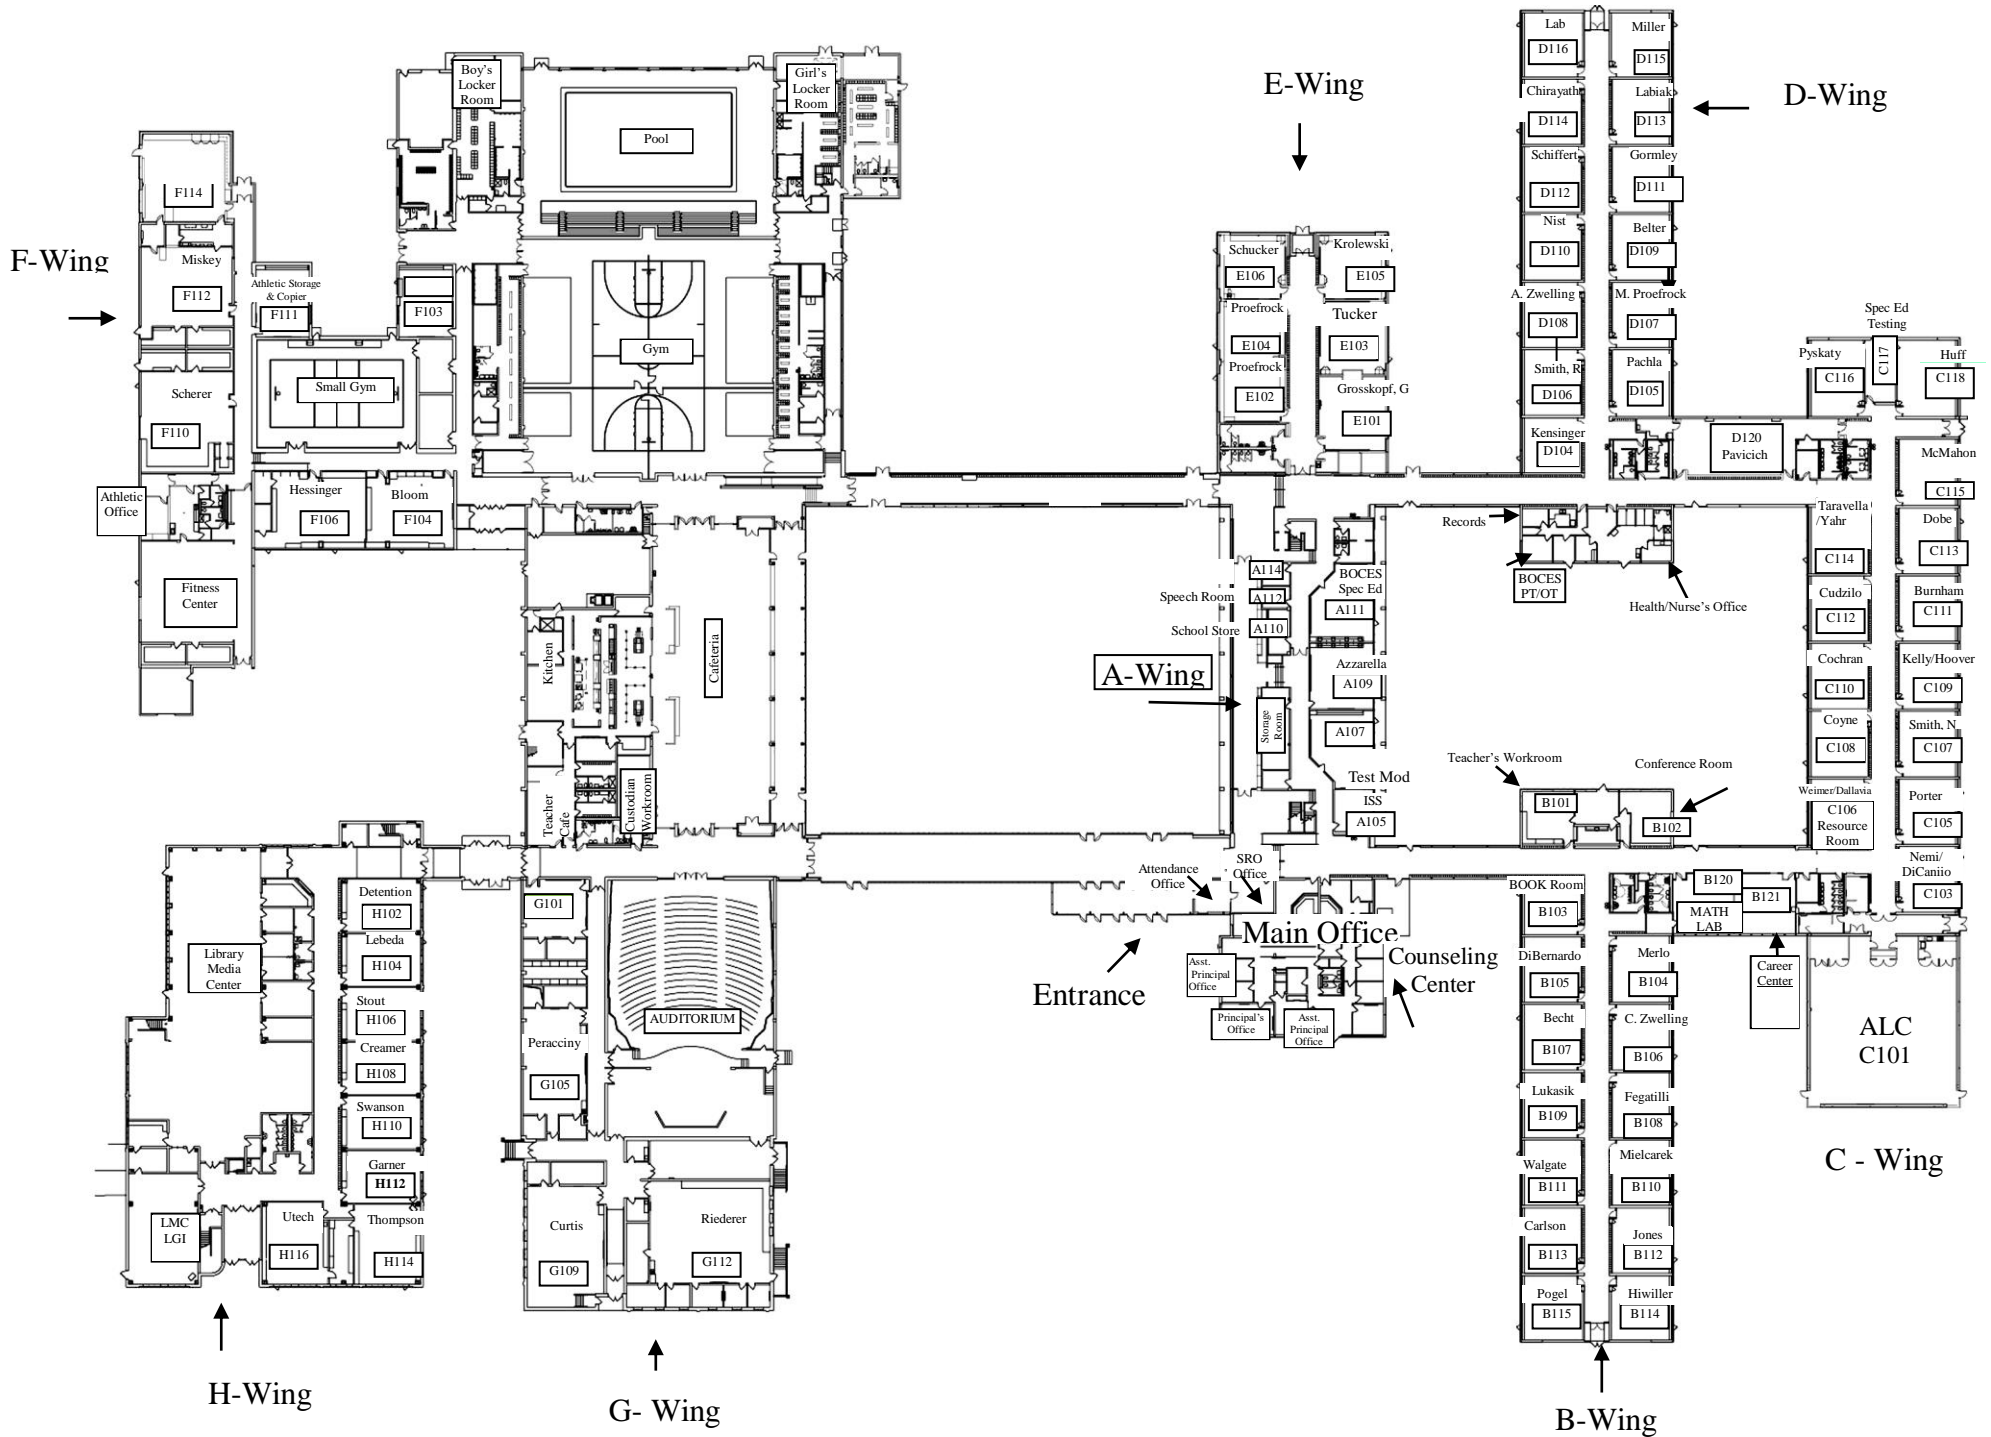 Boy's
Locker
Room
Girl's
Locker
Room
Pool
E-Wing
D-Wing
Lab
D116
Miller
D115
Chirayath
D114
Labiak
D113
Schiffert
D112
Gormley
D111
Nist
D110
Belter
D109
A. Zwelling
D108
M. Proefrock
D107
Smith, R
D106
Pachla
D105
Kensinger
D104
D120
Pavicich
F-Wing
F114
Miskey
F112
Athletic Storage
& Copier
F111
F103
Small Gym
Gym
Scherer
F110
Athletic
Office
Hessinger
F106
Bloom
F104
Fitness
Center
Schucker
E106
Krolewski
E105
Proefrock
E104
Tucker
E103
Proefrock
E102
Grosskopf, G
E101
Spec Ed
Testing
Pyskaty
C116
C117
Huff
C118
McMahon
C115
Taravella
/Yahr
C114
Dobe
C113
Cudzilo
C112
Burnham
C111
Cochran
C110
Kelly/Hoover
C109
Coyne
C108
Smith, N
C107
Weimer/Dallavia
C106
Resource
Room
Porter
C105
Nemi/
DiCaniio
C103
Records
BOCES
PT/OT
Health/Nurse's Office
A114
Speech Room
A112
School Store
A110
BOCES
Spec Ed
A111
A-Wing
Azzarella
A109
Storage
Room
A107
Test Mod
ISS
A105
Kitchen
Cafeteria
Teacher
Cafe
Custodian
Workroom
Teacher's Workroom
B101
Conference Room
B102
Attendance
Office
SRO
Office
Main Office
Counseling
Center
Asst.
Principal
Office
Principal's
Office
Asst.
Principal
Office
Entrance
BOOK Room
B103
B120
B121
MATH
LAB
Career
Center
DiBernardo
B105
Merlo
B104
Becht
B107
C. Zwelling
B106
Lukasik
B109
Fegatilli
B108
Walgate
B111
Mielcarek
B110
Carlson
B113
Jones
B112
Pogel
B115
Hiwiller
B114
ALC
C101
C - Wing
B-Wing
Library
Media
Center
Detention
H102
Lebeda
H104
Stout
H106
Creamer
H108
Swanson
H110
Garner
H112
Thompson
H114
Utech
H116
LMC
LGI
H-Wing
G101
AUDITORIUM
Peracciny
G105
Curtis
G109
Riederer
G112
G- Wing